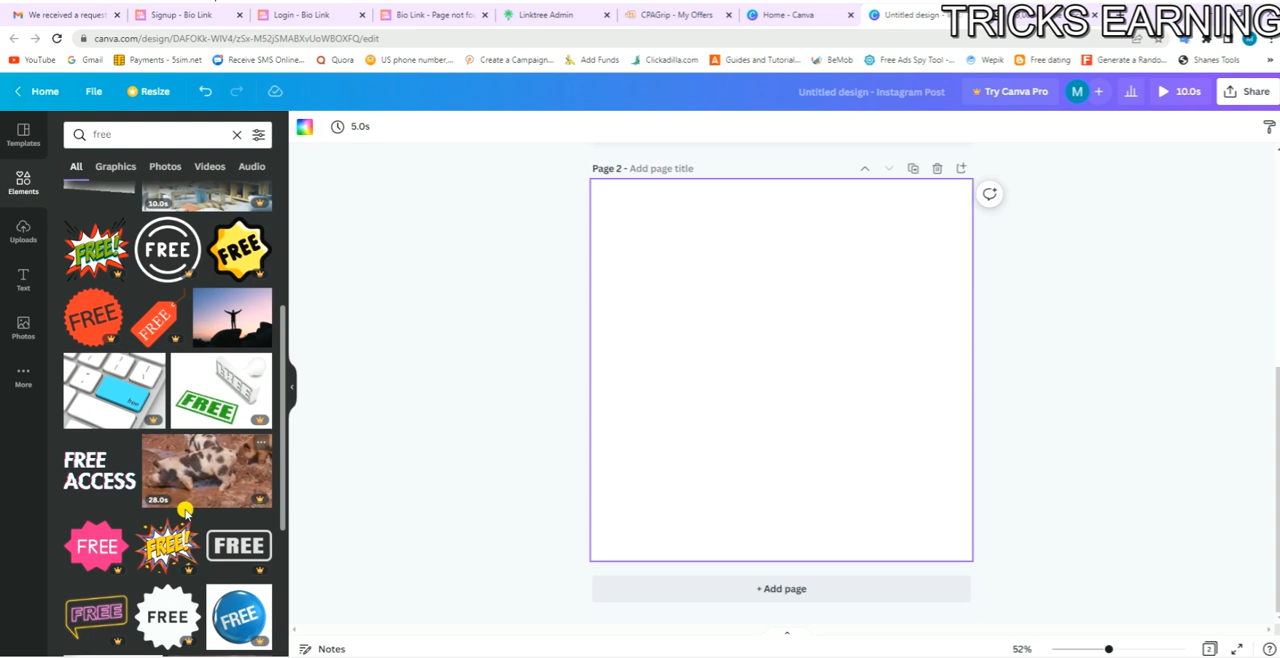 We received a request
Signup - Bio Link
Login - Bio Link
Bio Link - Page not fo
Linktree Admin
CPAGrip - My Offers
Home - Canva
Untitled design -
TRICKS EARNING
canva.com/design/DAFOKk-WIV4/zSx-MS2jSMABXvUoWBOXFQ/edit
YouTube
Gmail
Payments - 5sim.net
Receive SMS Online...
Quora
US phone number,...
Create a Campaign...
Add Funds
Clickadilla.com
Guides and Tutorial...
BeMob
Free Ads Spy Tool -...
Wepik
Free dating
Generate a Rando...
Shanes Tools
Home
File
Resize
Untitled design - Instagram Post
Try Canva Pro
M
10.0s
Share
Templates
Elements
Uploads
Text
Photos
More
free
All
Graphics
Photos
Videos
Audio
5.0s
Page 2 - Add page title
10.0s
FREE!
FREE
FREE
FREE
FREE
free
FREE
FREE
FREE
ACCESS
28.0s
FREE
FREE!
FREE
FREE
FREE
FREE
+ Add page
Notes
52%
2